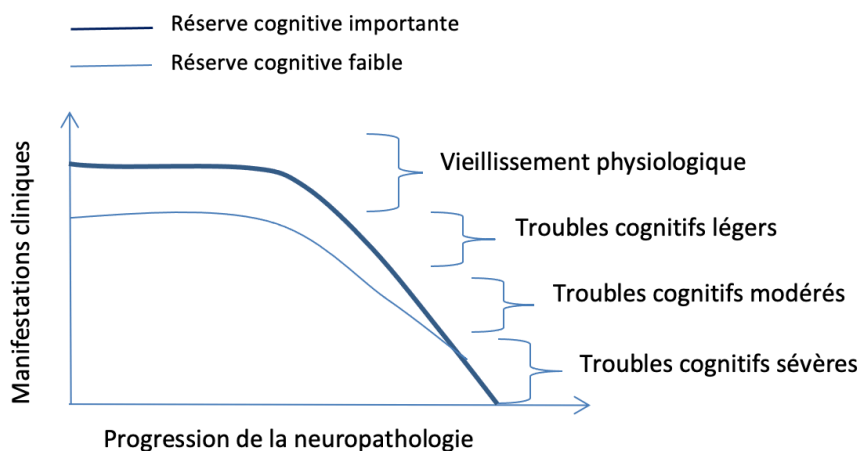 Réserve cognitive importante
Réserve cognitive faible
Manifestations cliniques
Vieillissement physiologique
Troubles cognitifs légers
Troubles cognitifs modérés
Troubles cognitifs sévères
Progression de la neuropathologie